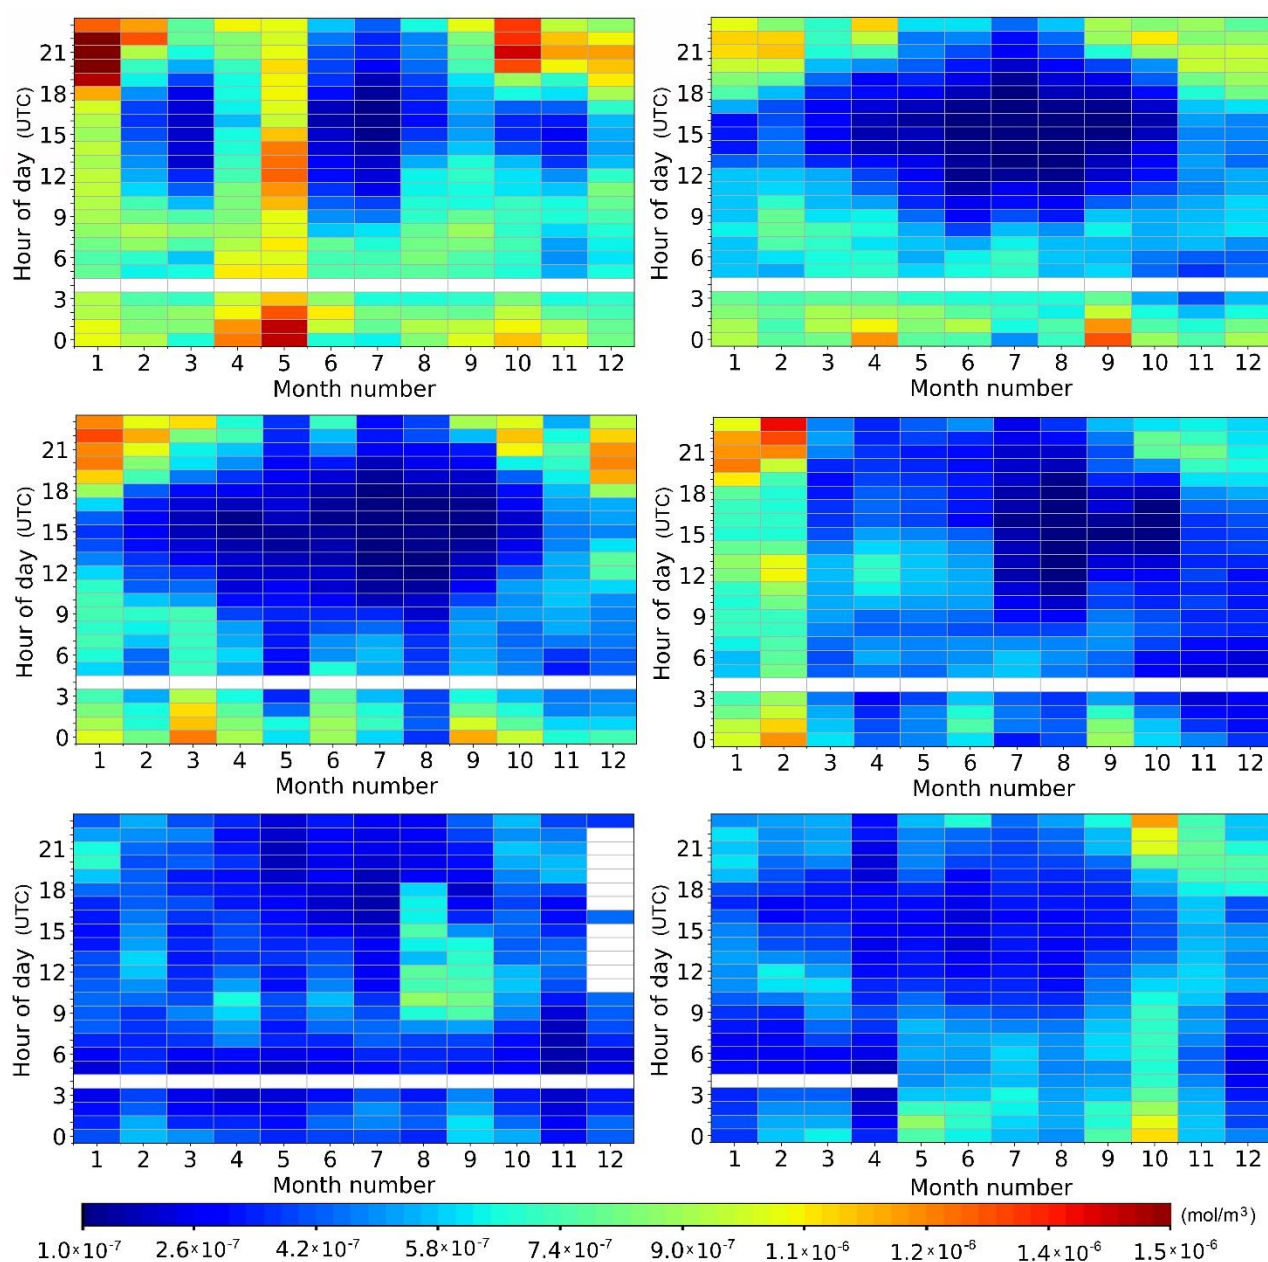 Hour of day (UTC)
21
18
15
12
9
6
3
0
1 2 3 4 5 6 7 8 9 10 11 12
Month number
Hour of day (UTC)
21
18
15
12
9
6
3
0
1 2 3 4 5 6 7 8 9 10 11 12
Month number
Hour of day (UTC)
21
18
15
12
9
6
3
0
1 2 3 4 5 6 7 8 9 10 11 12
Month number
Hour of day (UTC)
21
18
15
12
9
6
3
0
1 2 3 4 5 6 7 8 9 10 11 12
Month number
Hour of day (UTC)
21
18
15
12
9
6
3
0
1 2 3 4 5 6 7 8 9 10 11 12
Month number
Hour of day (UTC)
21
18
15
12
9
6
3
0
1 2 3 4 5 6 7 8 9 10 11 12
Month number
(mol/m³)
1.0×10⁻⁷ 2.6×10⁻⁷ 4.2×10⁻⁷ 5.8×10⁻⁷ 7.4×10⁻⁷ 9.0×10⁻⁷ 1.1×10⁻⁶ 1.2×10⁻⁶ 1.4×10⁻⁶ 1.5×10⁻⁶